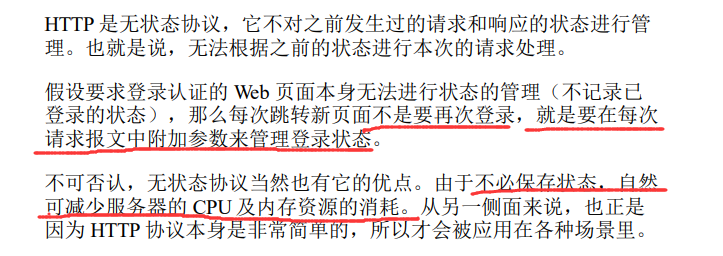 HTTP 是无状态协议，它不对之前发生过的请求和响应的状态进行管
理。也就是说，无法根据之前的状态进行本次的请求处理。
假设要求登录认证的 Web 页面本身无法进行状态的管理（不记录已
登录的状态），那么每次跳转新页面不是要再次登录，就是要在每次
请求报文中附加参数来管理登录状态。
不可否认，无状态协议当然也有它的优点。由于不必保存状态，自然
可减少服务器的 CPU 及内存资源的消耗。从另一侧面来说，也正是
因为 HTTP 协议本身是非常简单的，所以才会被应用在各种场景里。